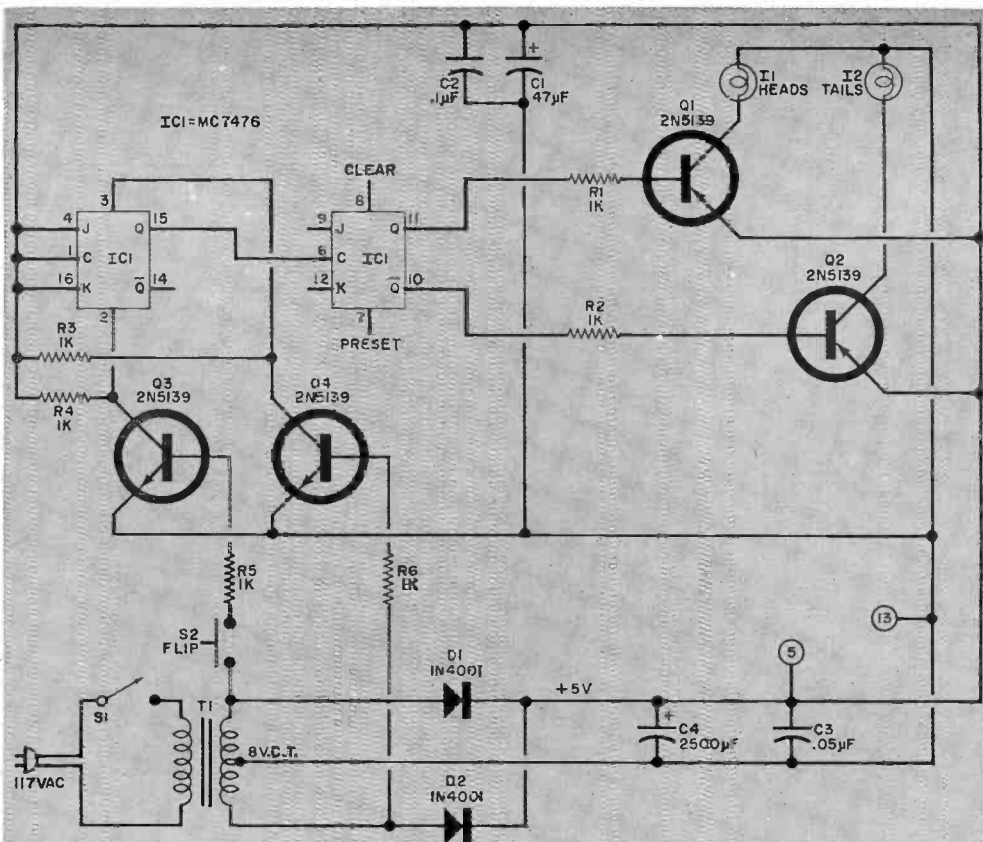 C2
.1µF
+
C1
47µF
I1
HEADS
I2
TAILS
Q1
2N5139
IC1=MC7476
CLEAR
3
8
4
J
Q
15
1
C
IC1
16
K
Q̅
14
2
9
J
Q
11
6
C
IC1
12
K
Q̅
10
7
PRESET
R1
1K
R2
1K
Q2
2N5139
R3
1K
R4
1K
Q3
2N5139
Q4
2N5139
R5
1K
R6
1K
S2
FLIP
13
5
S1
T1
8V.C.T.
D1
1N4001
+5V
+
C4
2500µF
C3
.05µF
117VAC
D2
1N4001